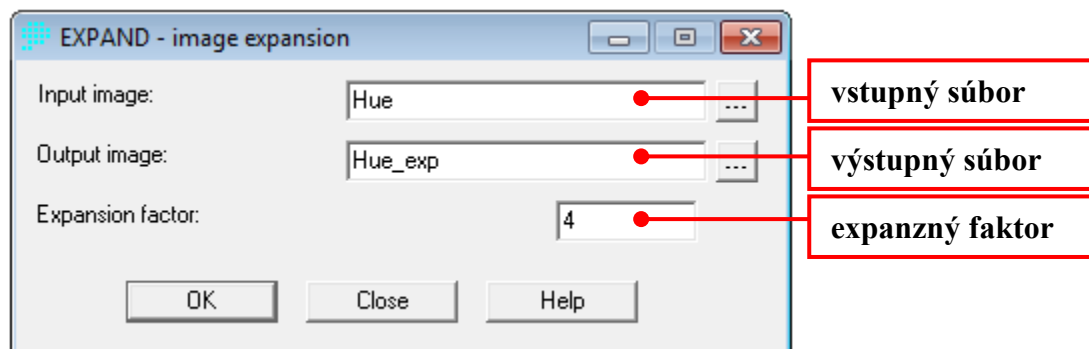 EXPAND - image expansion
Input image:
Hue
...
vstupný súbor
Output image:
Hue_exp
...
výstupný súbor
Expansion factor:
4
expanzný faktor
OK
Close
Help